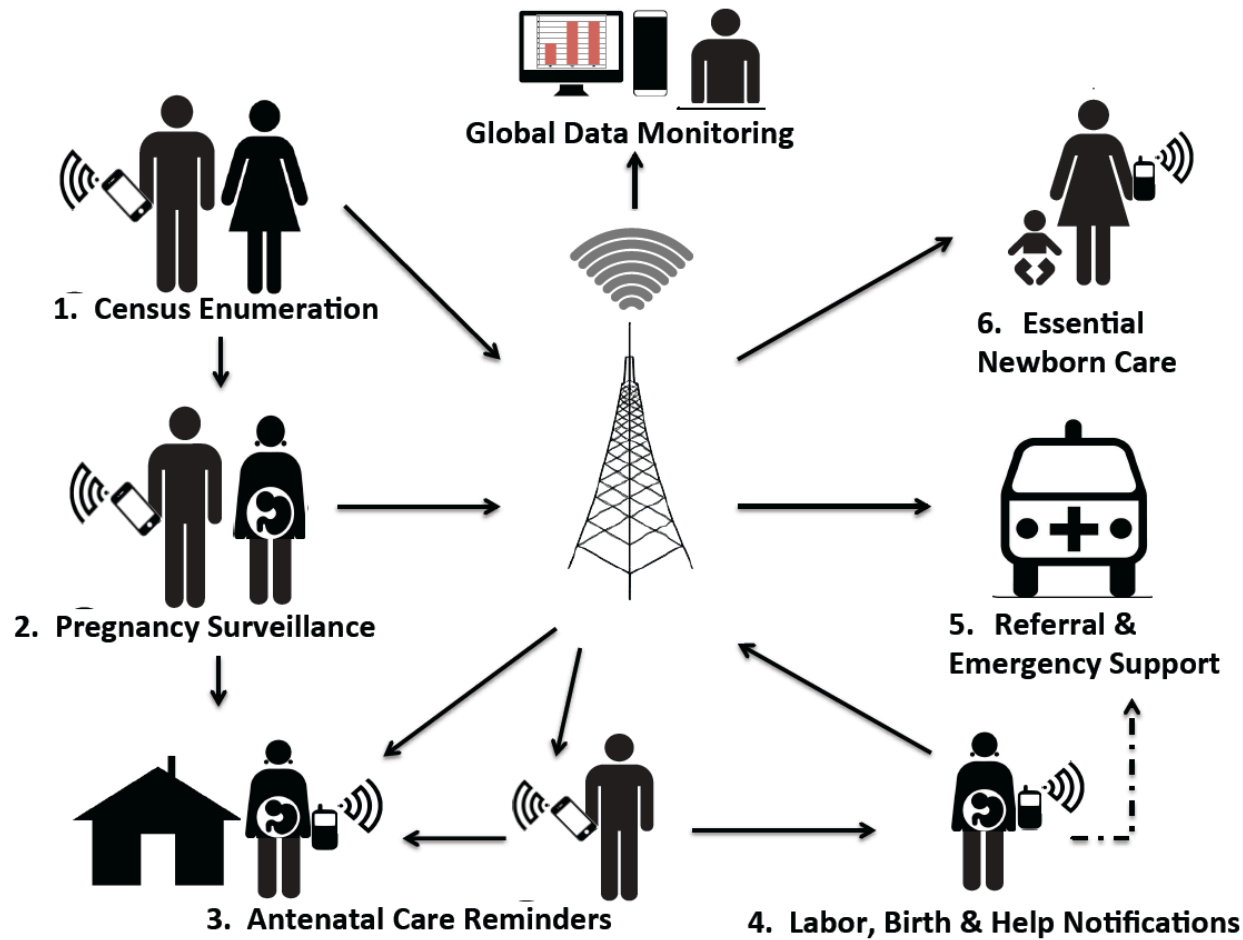 Global Data Monitoring
1. Census Enumeration
2. Pregnancy Surveillance
3. Antenatal Care Reminders
4. Labor, Birth & Help Notifications
5. Referral &
Emergency Support
6. Essential
Newborn Care